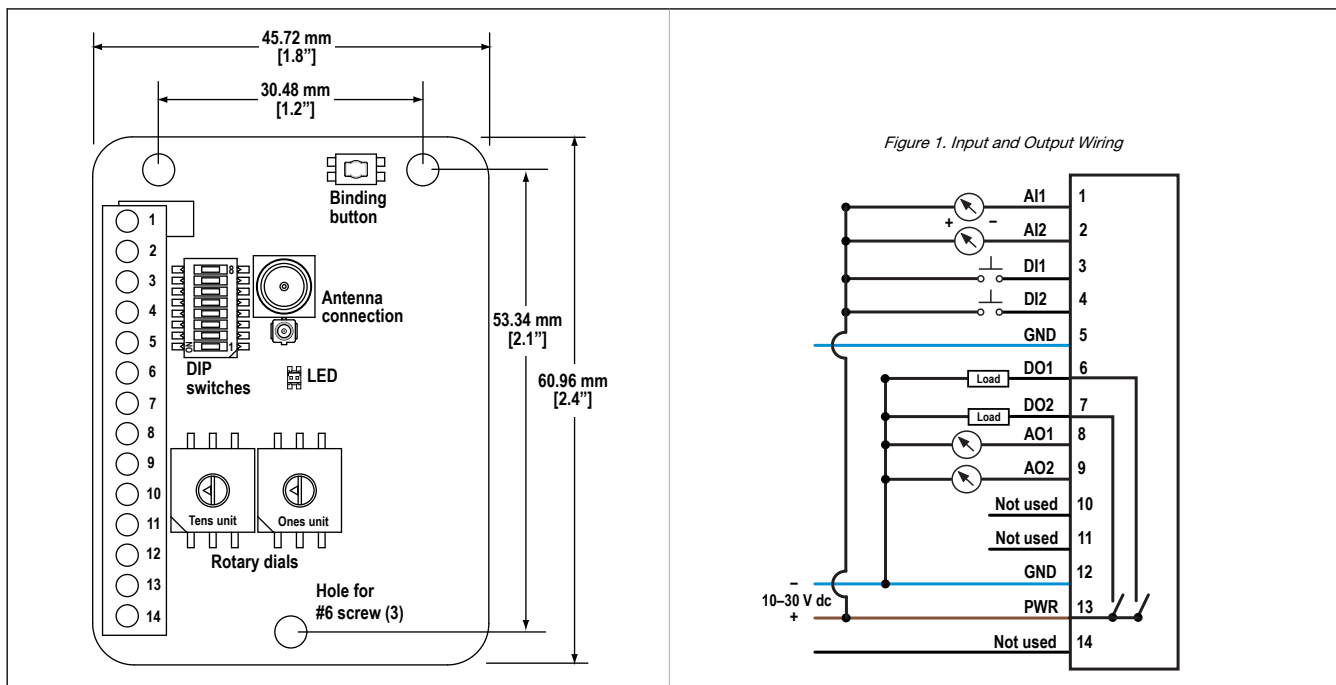 45.72 mm
[1.8”]
30.48 mm
[1.2”]
Binding
button
1
2
3
4
5
6
7
8
9
10
11
12
13
14
8
1
ON
DIP
switches
Antenna
connection
LED
53.34 mm
[2.1”]
60.96 mm
[2.4”]
Tens unit
Ones unit
Rotary dials
Hole for
#6 screw (3)
Figure 1. Input and Output Wiring
AI1 1
+ –
AI2 2
DI1 3
DI2 4
GND 5
Load DO1 6
Load DO2 7
AO1 8
AO2 9
Not used 10
Not used 11
– GND 12
10–30 V dc
+ PWR 13
Not used 14